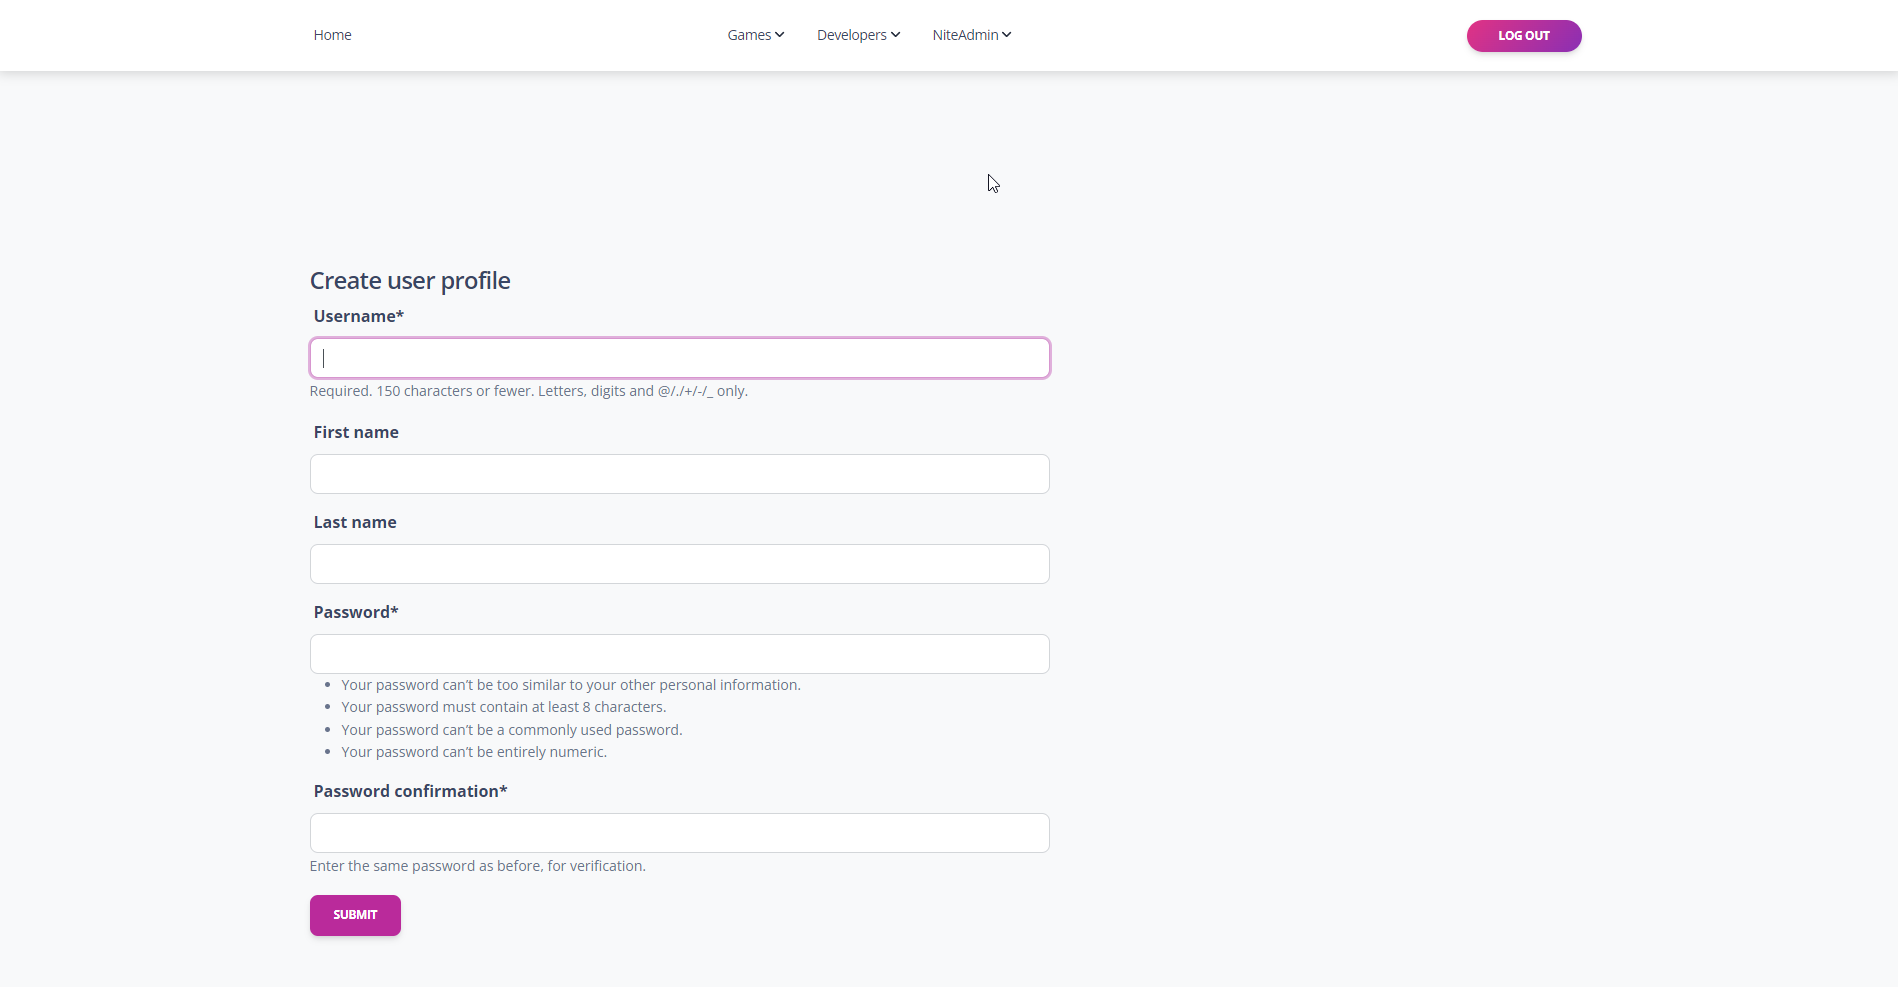 Home
Games
Developers
NiteAdmin
LOG OUT
Create user profile
Username*
Required. 150 characters or fewer. Letters, digits and @/./+/-/_ only.
First name
Last name
Password*
Your password can’t be too similar to your other personal information.
Your password must contain at least 8 characters.
Your password can’t be a commonly used password.
Your password can’t be entirely numeric.
Password confirmation*
Enter the same password as before, for verification.
SUBMIT